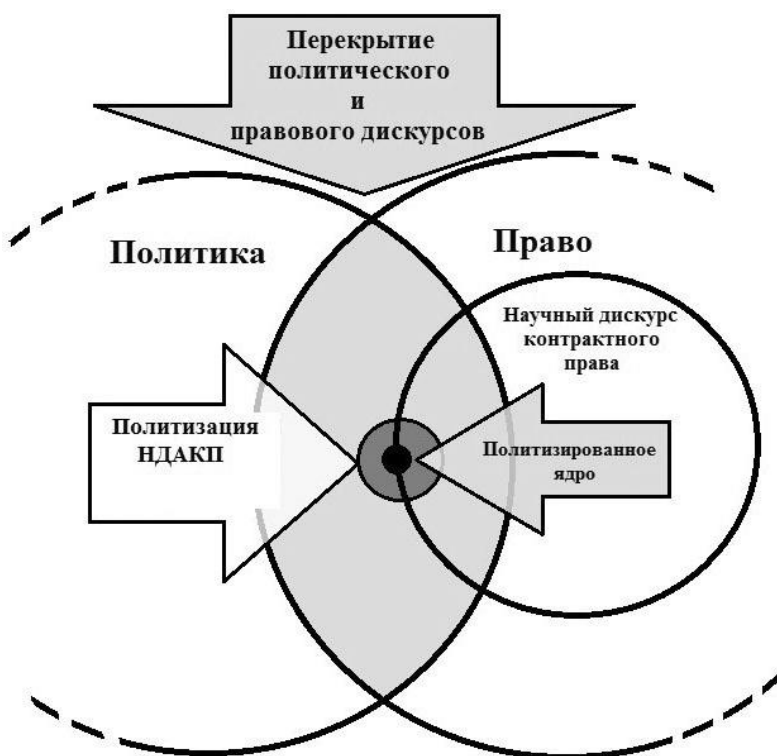 Перекрытие
политического
и
правового дискурсов
Политика
Право
Научный дискурс
контрактного
права
Политизация
НДАКП
Политизированное
ядро